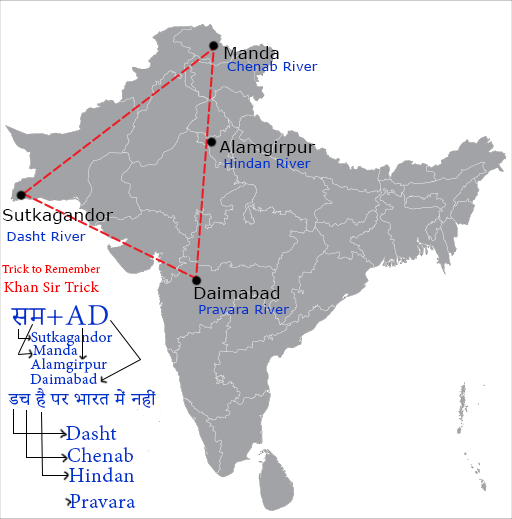 Manda
Chenab River
Alamgirpur
Hindan River
Sutkagandor
Dasht River
Daimabad
Pravara River
Trick to Remember
Khan Sir Trick
सम+AD
Sutkagandor
Manda
Alamgirpur
Daimabad
डच है पर भारत में नहीं
Dasht
Chenab
Hindan
Pravara